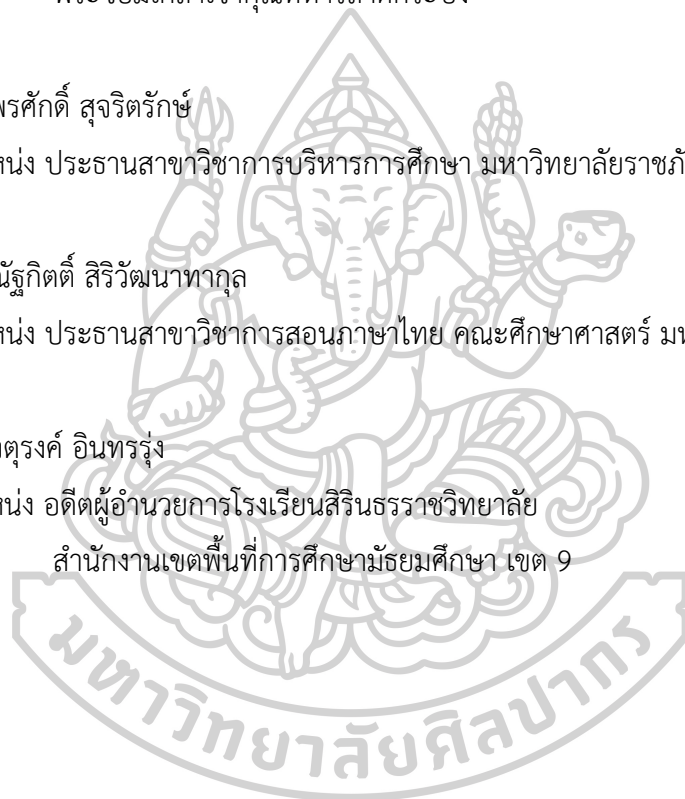 พรศักดิ์ สุจริตรักษ์
หน่ง ประธานสาขาวิชาการบริหารการศึกษา มหาวิทยาลัยราชภั
ณัฐกิตติ์ สิริวัฒนาทากุล
หน่ง ประธานสาขาวิชาการสอนภาษาไทย คณะศึกษาศาสตร์ มห
จตุรงค์ อินทรรุ่ง
หน่ง อดีตผู้อำนวยการโรงเรียนสิรินธรราชวิทยาลัย
สำนักงานเขตพื้นที่การศึกษามัธยมศึกษา เขต 9
มหาวิทยาลัยศิลปากร